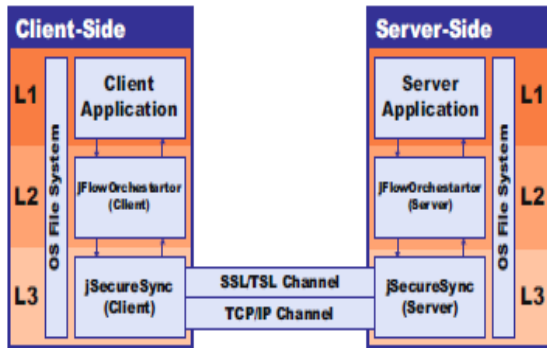 Client-Side
Server-Side
L1
OS File System
Client
Application
Server
Application
OS File System
L1
L2
jFlowOrchestartor
(Client)
jFlowOrchestartor
(Server)
L2
L3
jSecureSync
(Client)
SSL/TSL Channel
TCP/IP Channel
jSecureSync
(Server)
L3